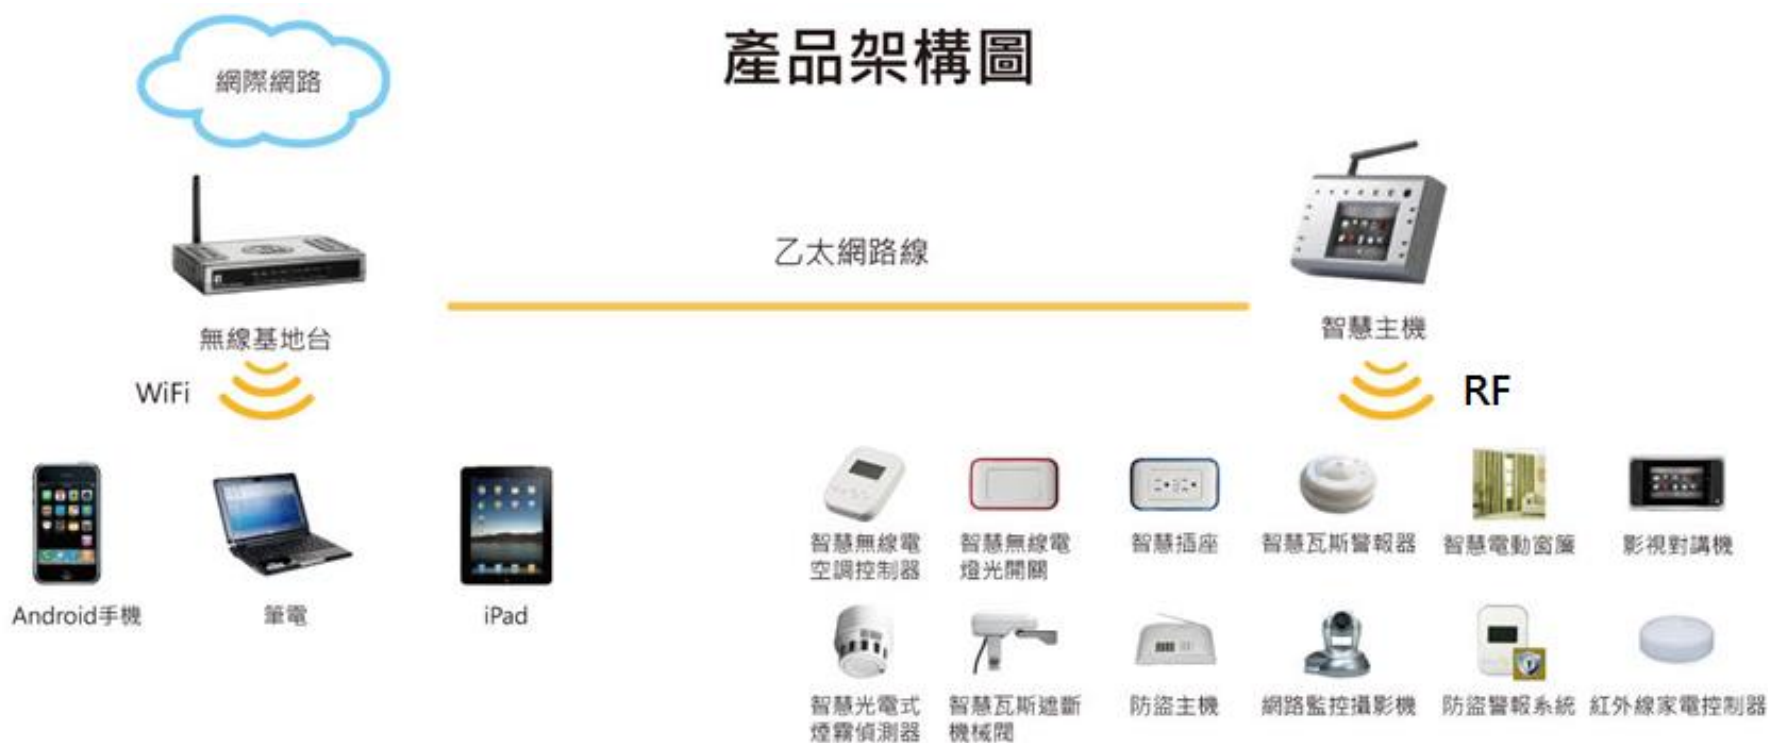 產品架構圖
網際網路
乙太網路線
無線基地台
智慧主機
WiFi
RF
Android手機
筆電
iPad
智慧無線電
空調控制器
智慧無線電
燈光開關
智慧插座
智慧瓦斯警報器
智慧電動窗簾
影視對講機
智慧光電式
煙霧偵測器
智慧瓦斯遮斷
機械閥
防盜主機
網路監控攝影機
防盜警報系統
紅外線家電控制器